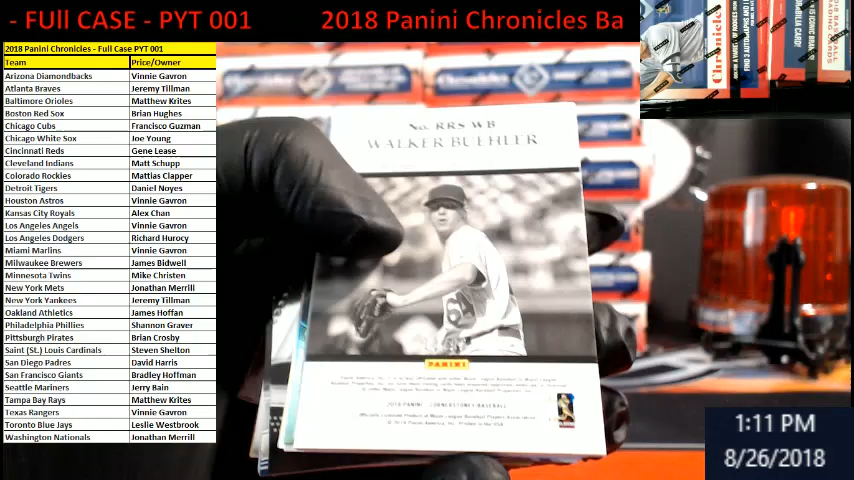 - FUll CASE - PYT 001 2018 Panini Chronicles Ba
2018 Panini Chronicles - Full Case PYT 001
Team Price/Owner
Arizona Diamondbacks Vinnie Gavron
Atlanta Braves Jeremy Tillman
Baltimore Orioles Matthew Krites
Boston Red Sox Brian Hughes
Chicago Cubs Francisco Guzman
Chicago White Sox Joe Young
Cincinnati Reds Gene Lease
Cleveland Indians Matt Schupp
Colorado Rockies Mattias Clapper
Detroit Tigers Daniel Noyes
Houston Astros Vinnie Gavron
Kansas City Royals Alex Chan
Los Angeles Angels Vinnie Gavron
Los Angeles Dodgers Richard Hurocy
Miami Marlins Vinnie Gavron
Milwaukee Brewers James Bidwell
Minnesota Twins Mike Christen
New York Mets Jonathan Merrill
New York Yankees Jeremy Tillman
Oakland Athletics James Hoffan
Philadelphia Phillies Shannon Graver
Pittsburgh Pirates Brian Crosby
Saint (St.) Louis Cardinals Steven Shelton
San Diego Padres David Harris
San Francisco Giants Bradley Hoffman
Seattle Mariners Jerry Bain
Tampa Bay Rays Matthew Krites
Texas Rangers Vinnie Gavron
Toronto Blue Jays Leslie Westbrook
Washington Nationals Jonathan Merrill
No. RRS-WB
WALKER BUEHLER
PANINI
2018 PANINI - CORNERSTONES BASEBALL
Chronicles
1:11 PM
8/26/2018